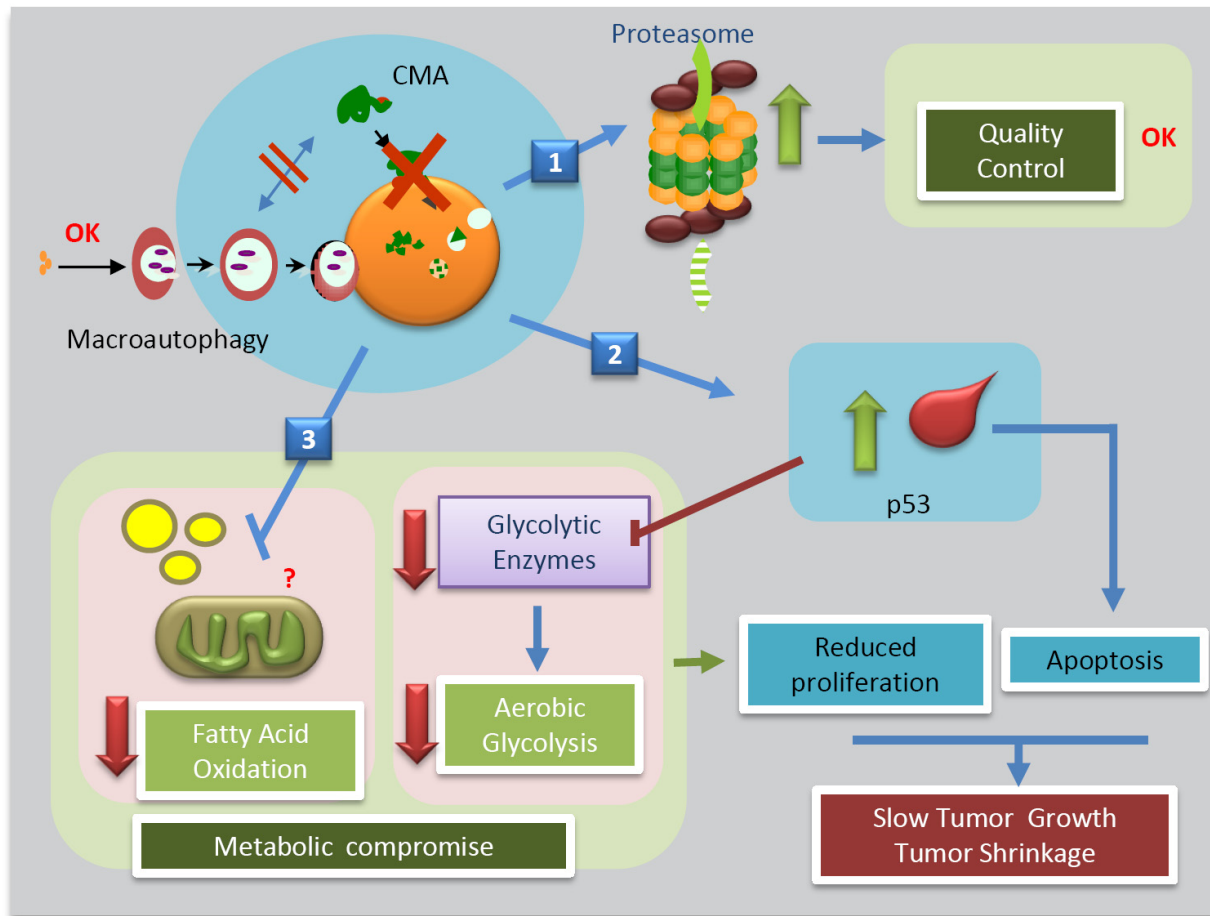 Proteasome
CMA
1
Quality
Control
OK
OK
Macroautophagy
2
3
p53
Glycolytic
Enzymes
?
Reduced
proliferation
Apoptosis
Fatty Acid
Oxidation
Aerobic
Glycolysis
Metabolic compromise
Slow Tumor Growth
Tumor Shrinkage